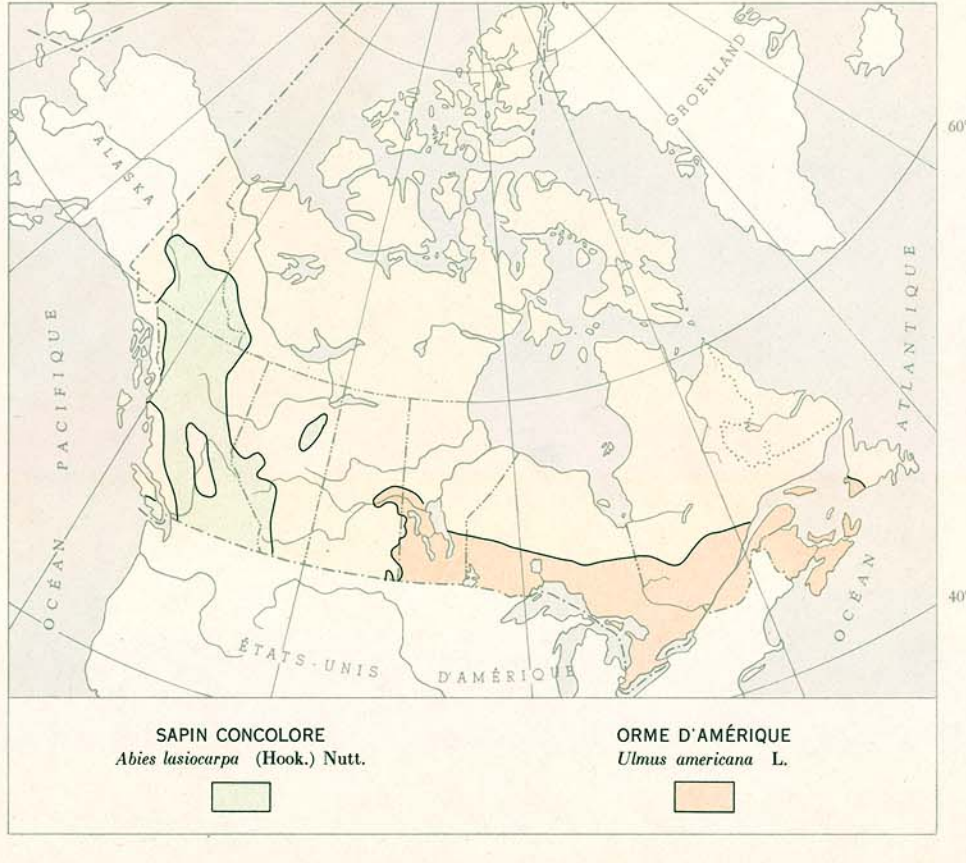 ALASKA
GROENLAND
60°
OCÉAN PACIFIQUE
OCÉAN ATLANTIQUE
40°
ÉTATS-UNIS D'AMÉRIQUE
SAPIN CONCOLORE
Abies lasiocarpa (Hook.) Nutt.
ORME D'AMÉRIQUE
Ulmus americana L.